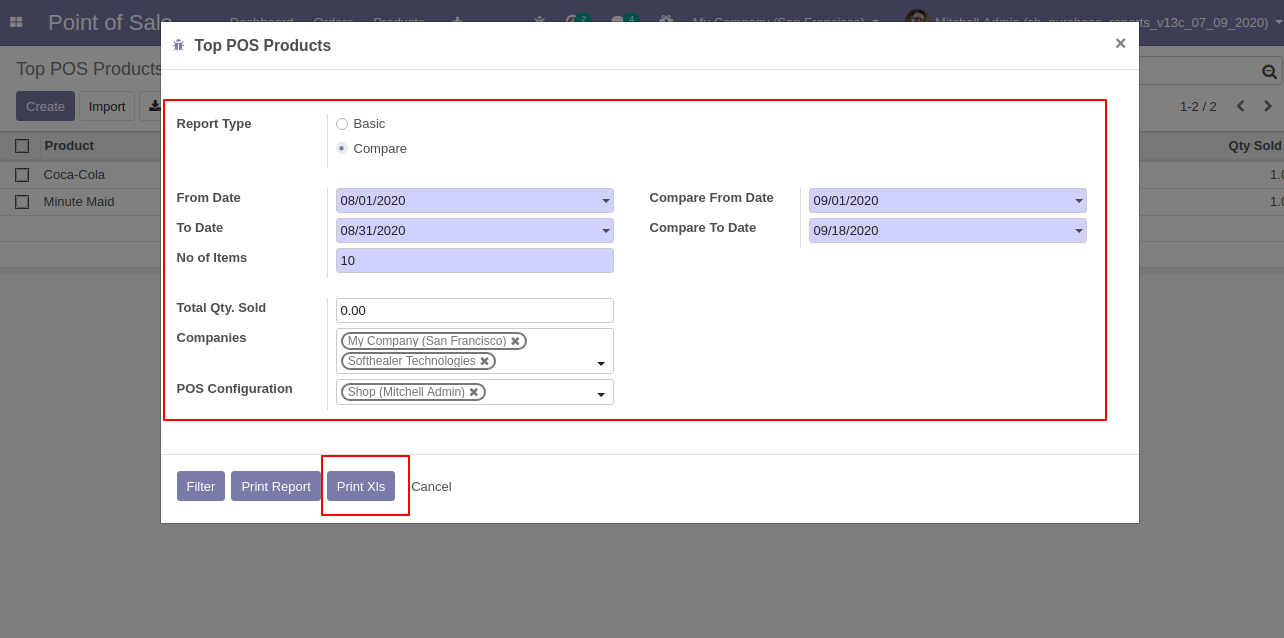 Point of Sale Dashboard Orders Products 2 4 My Company (San Francisco) Mitchell Admin (sh_purchase_reports_v13c_07_09_2020)
Top POS Products
×
Top POS Products
Create Import
1-2 / 2
Product
Qty Sold
Coca-Cola
1.0
Minute Maid
1.0
Report Type
Basic
Compare
From Date 08/01/2020 Compare From Date 09/01/2020
To Date 08/31/2020 Compare To Date 09/18/2020
No of Items 10
Total Qty. Sold 0.00
Companies My Company (San Francisco)
Softhealer Technologies
POS Configuration Shop (Mitchell Admin)
Filter Print Report Print Xls Cancel